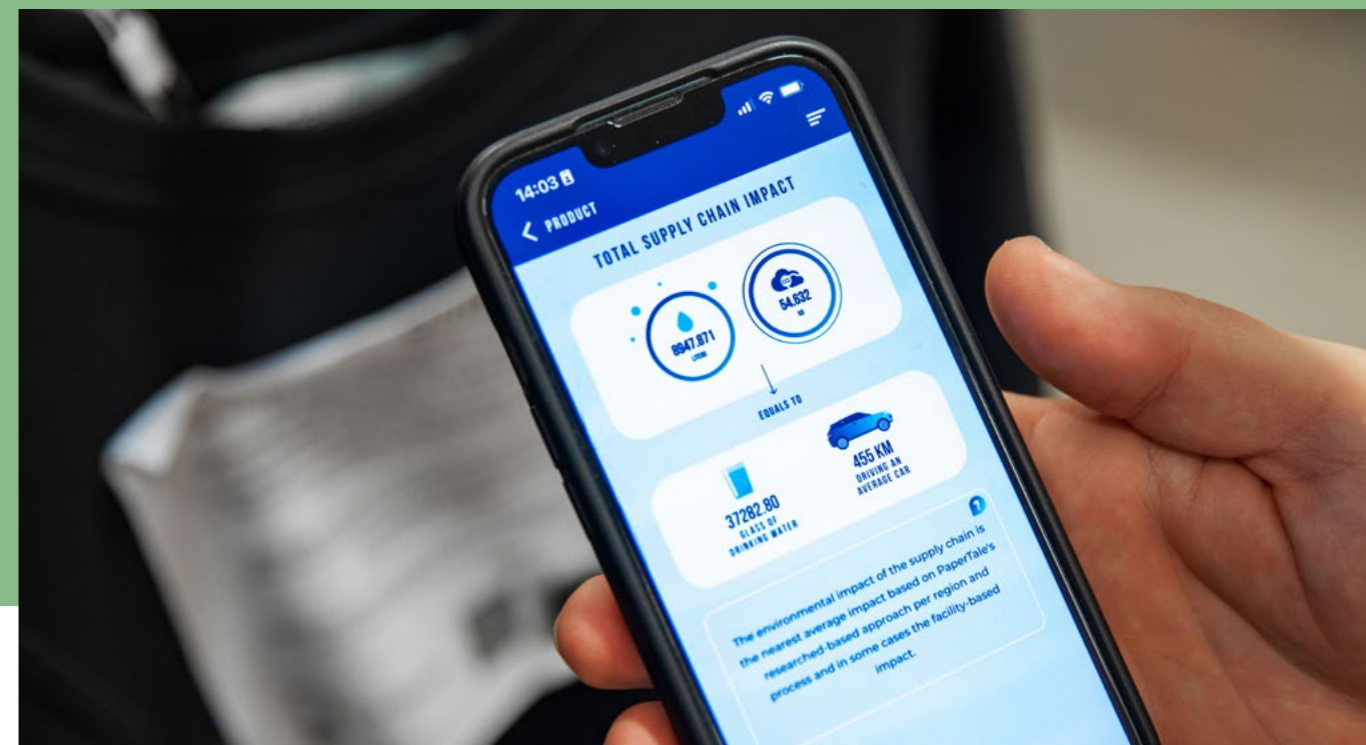 14:03
PRODUCT
TOTAL SUPPLY CHAIN IMPACT
8947.871
LITERS
54.632
KG
EQUALS TO
37282.80
GLASS OF
DRINKING WATER
455 KM
DRIVING AN
AVERAGE CAR
?
The environmental impact of the supply chain is
the nearest average impact based on PaperTale's
researched-based approach per region and
process and in some cases the facility-based
impact.